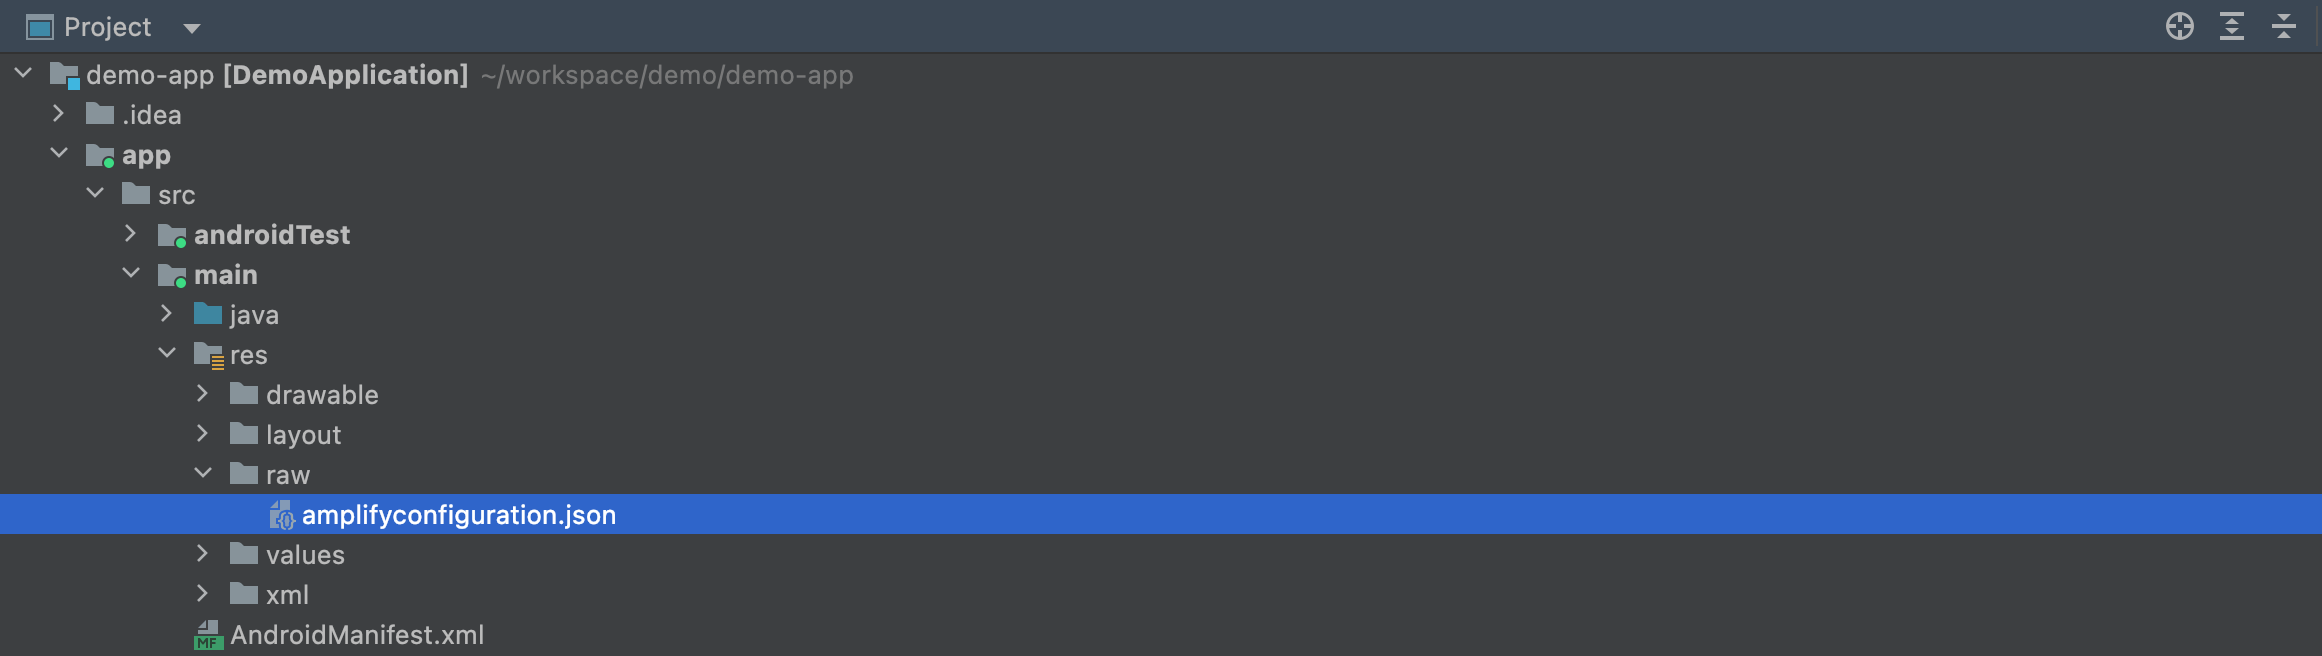 Project
demo-app [DemoApplication] ~/workspace/demo/demo-app
.idea
app
src
androidTest
main
java
res
drawable
layout
raw
amplifyconfiguration.json
values
xml
MF AndroidManifest.xml